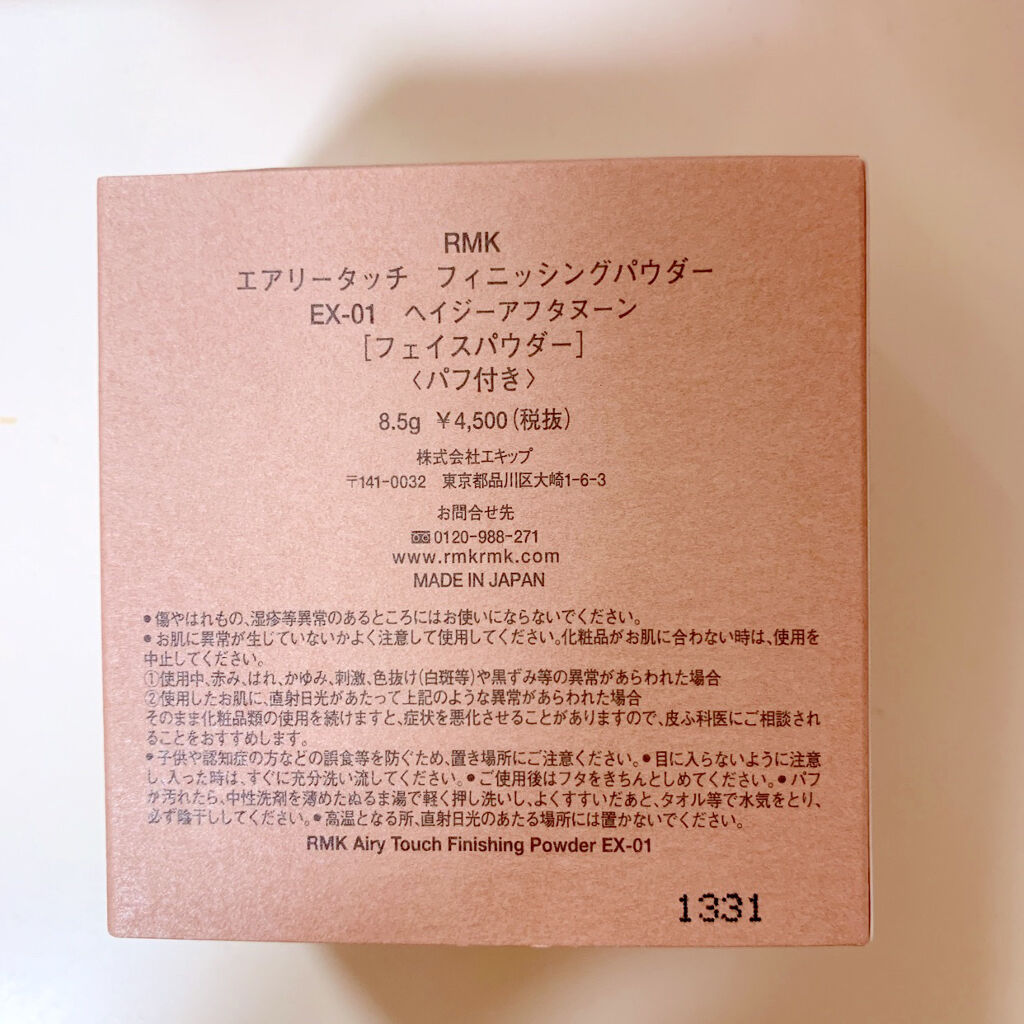 RMK
エアリータッチ　フィニッシングパウダー
EX-01　ヘイジーアフタヌーン
[フェイスパウダー]
〈パフ付き〉
8.5g ￥4,500(税抜)
株式会社エキップ
〒141-0032　東京都品川区大崎1-6-3
お問合せ先
0120-988-271
www.rmkrmk.com
MADE IN JAPAN
●傷やはれもの、湿疹等異常のあるところにはお使いにならないでください。
●お肌に異常が生じていないかよく注意して使用してください。化粧品がお肌に合わない時は、使用を
中止してください。
①使用中、赤み、はれ、かゆみ、刺激、色抜け(白斑等)や黒ずみ等の異常があらわれた場合
②使用したお肌に、直射日光があたって上記のような異常があらわれた場合
そのまま化粧品類の使用を続けますと、症状を悪化させることがありますので、皮ふ科医にご相談され
ることをおすすめします。
●子供や認知症の方などの誤食等を防ぐため、置き場所にご注意ください。●目に入らないように注意
し、入った時は、すぐに充分洗い流してください。●ご使用後はフタをきちんとしめてください。●パフ
が汚れたら、中性洗剤を薄めたぬるま湯で軽く押し洗いし、よくすすいだあと、タオル等で水気をとり、
必ず陰干ししてください。●高温となる所、直射日光のあたる場所には置かないでください。
RMK Airy Touch Finishing Powder EX-01
1331